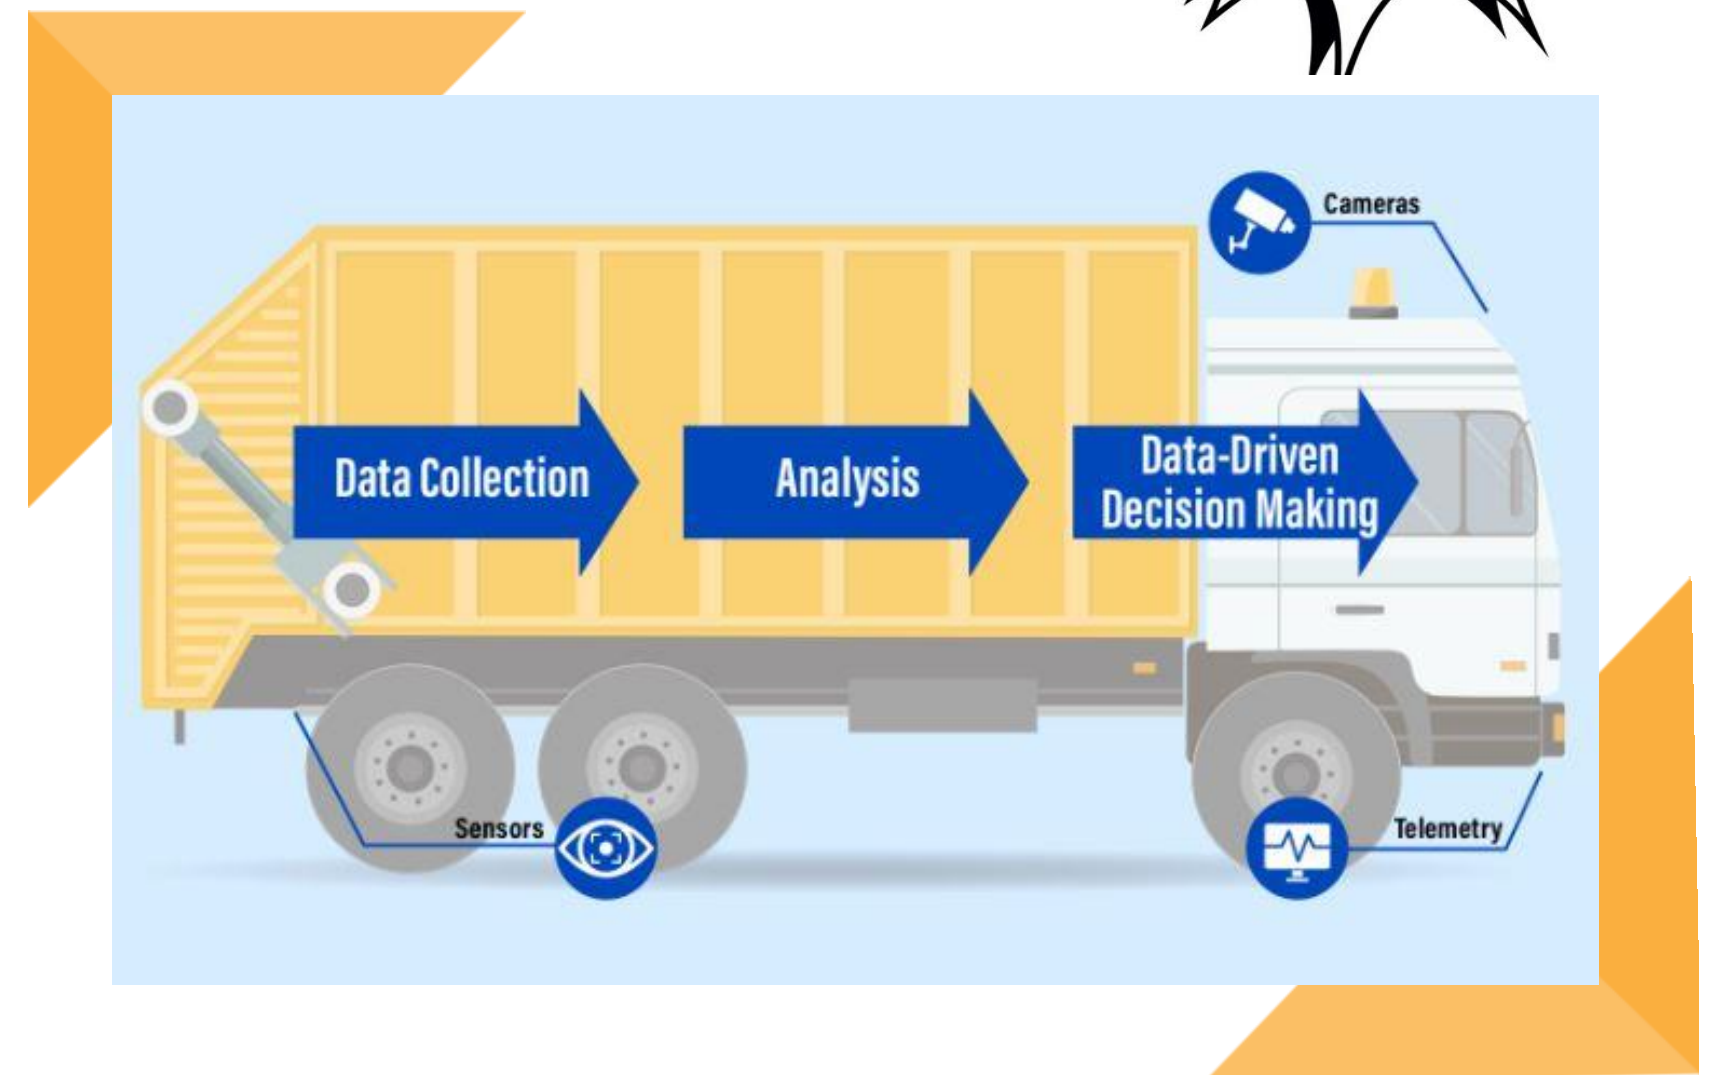 Cameras
Data Collection
Analysis
Data-Driven
Decision Making
Sensors
Telemetry